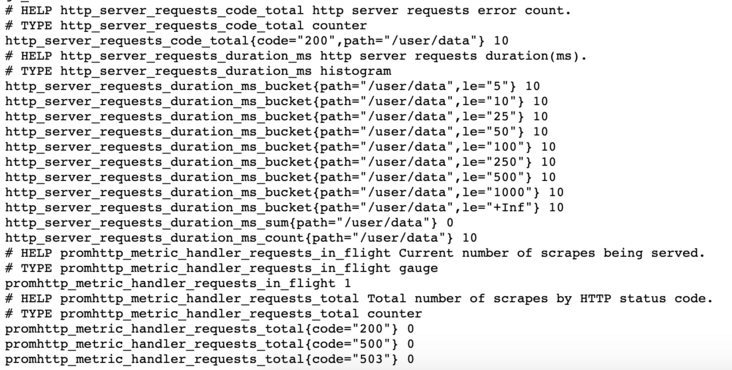 # HELP http_server_requests_code_total http server requests error count.
# TYPE http_server_requests_code_total counter
http_server_requests_code_total{code="200",path="/user/data"} 10
# HELP http_server_requests_duration_ms http server requests duration(ms).
# TYPE http_server_requests_duration_ms histogram
http_server_requests_duration_ms_bucket{path="/user/data",le="5"} 10
http_server_requests_duration_ms_bucket{path="/user/data",le="10"} 10
http_server_requests_duration_ms_bucket{path="/user/data",le="25"} 10
http_server_requests_duration_ms_bucket{path="/user/data",le="50"} 10
http_server_requests_duration_ms_bucket{path="/user/data",le="100"} 10
http_server_requests_duration_ms_bucket{path="/user/data",le="250"} 10
http_server_requests_duration_ms_bucket{path="/user/data",le="500"} 10
http_server_requests_duration_ms_bucket{path="/user/data",le="1000"} 10
http_server_requests_duration_ms_bucket{path="/user/data",le="+Inf"} 10
http_server_requests_duration_ms_sum{path="/user/data"} 0
http_server_requests_duration_ms_count{path="/user/data"} 10
# HELP promhttp_metric_handler_requests_in_flight Current number of scrapes being served.
# TYPE promhttp_metric_handler_requests_in_flight gauge
promhttp_metric_handler_requests_in_flight 1
# HELP promhttp_metric_handler_requests_total Total number of scrapes by HTTP status code.
# TYPE promhttp_metric_handler_requests_total counter
promhttp_metric_handler_requests_total{code="200"} 0
promhttp_metric_handler_requests_total{code="500"} 0
promhttp_metric_handler_requests_total{code="503"} 0